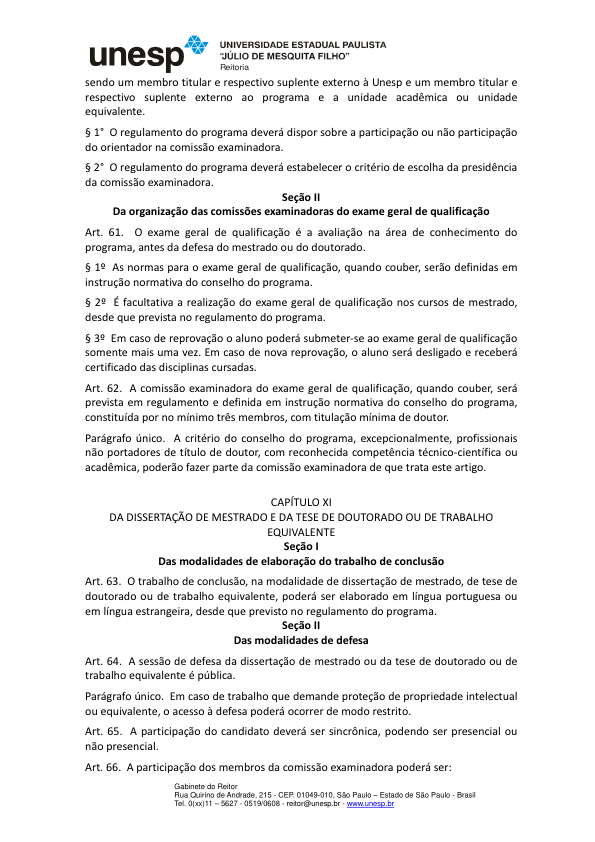 unesp
UNIVERSIDADE ESTADUAL PAULISTA
“JÚLIO DE MESQUITA FILHO”
Reitoria
sendo um membro titular e respectivo suplente externo à Unesp e um membro titular e
respectivo suplente externo ao programa e a unidade acadêmica ou unidade
equivalente.
§ 1° O regulamento do programa deverá dispor sobre a participação ou não participação
do orientador na comissão examinadora.
§ 2° O regulamento do programa deverá estabelecer o critério de escolha da presidência
da comissão examinadora.
Seção II
Da organização das comissões examinadoras do exame geral de qualificação
Art. 61. O exame geral de qualificação é a avaliação na área de conhecimento do
programa, antes da defesa do mestrado ou do doutorado.
§ 1º As normas para o exame geral de qualificação, quando couber, serão definidas em
instrução normativa do conselho do programa.
§ 2º É facultativa a realização do exame geral de qualificação nos cursos de mestrado,
desde que prevista no regulamento do programa.
§ 3º Em caso de reprovação o aluno poderá submeter-se ao exame geral de qualificação
somente mais uma vez. Em caso de nova reprovação, o aluno será desligado e receberá
certificado das disciplinas cursadas.
Art. 62. A comissão examinadora do exame geral de qualificação, quando couber, será
prevista em regulamento e definida em instrução normativa do conselho do programa,
constituída por no mínimo três membros, com titulação mínima de doutor.
Parágrafo único. A critério do conselho do programa, excepcionalmente, profissionais
não portadores de título de doutor, com reconhecida competência técnico-científica ou
acadêmica, poderão fazer parte da comissão examinadora de que trata este artigo.
CAPÍTULO XI
DA DISSERTAÇÃO DE MESTRADO E DA TESE DE DOUTORADO OU DE TRABALHO
EQUIVALENTE
Seção I
Das modalidades de elaboração do trabalho de conclusão
Art. 63. O trabalho de conclusão, na modalidade de dissertação de mestrado, de tese de
doutorado ou de trabalho equivalente, poderá ser elaborado em língua portuguesa ou
em língua estrangeira, desde que previsto no regulamento do programa.
Seção II
Das modalidades de defesa
Art. 64. A sessão de defesa da dissertação de mestrado ou da tese de doutorado ou de
trabalho equivalente é pública.
Parágrafo único. Em caso de trabalho que demande proteção de propriedade intelectual
ou equivalente, o acesso à defesa poderá ocorrer de modo restrito.
Art. 65. A participação do candidato deverá ser sincrônica, podendo ser presencial ou
não presencial.
Art. 66. A participação dos membros da comissão examinadora poderá ser:
Gabinete do Reitor
Rua Quirino de Andrade, 215 - CEP. 01049-010, São Paulo – Estado de São Paulo - Brasil
Tel. 0(xx)11 – 5627 - 0519/0608 - reitor@unesp.br - www.unesp.br